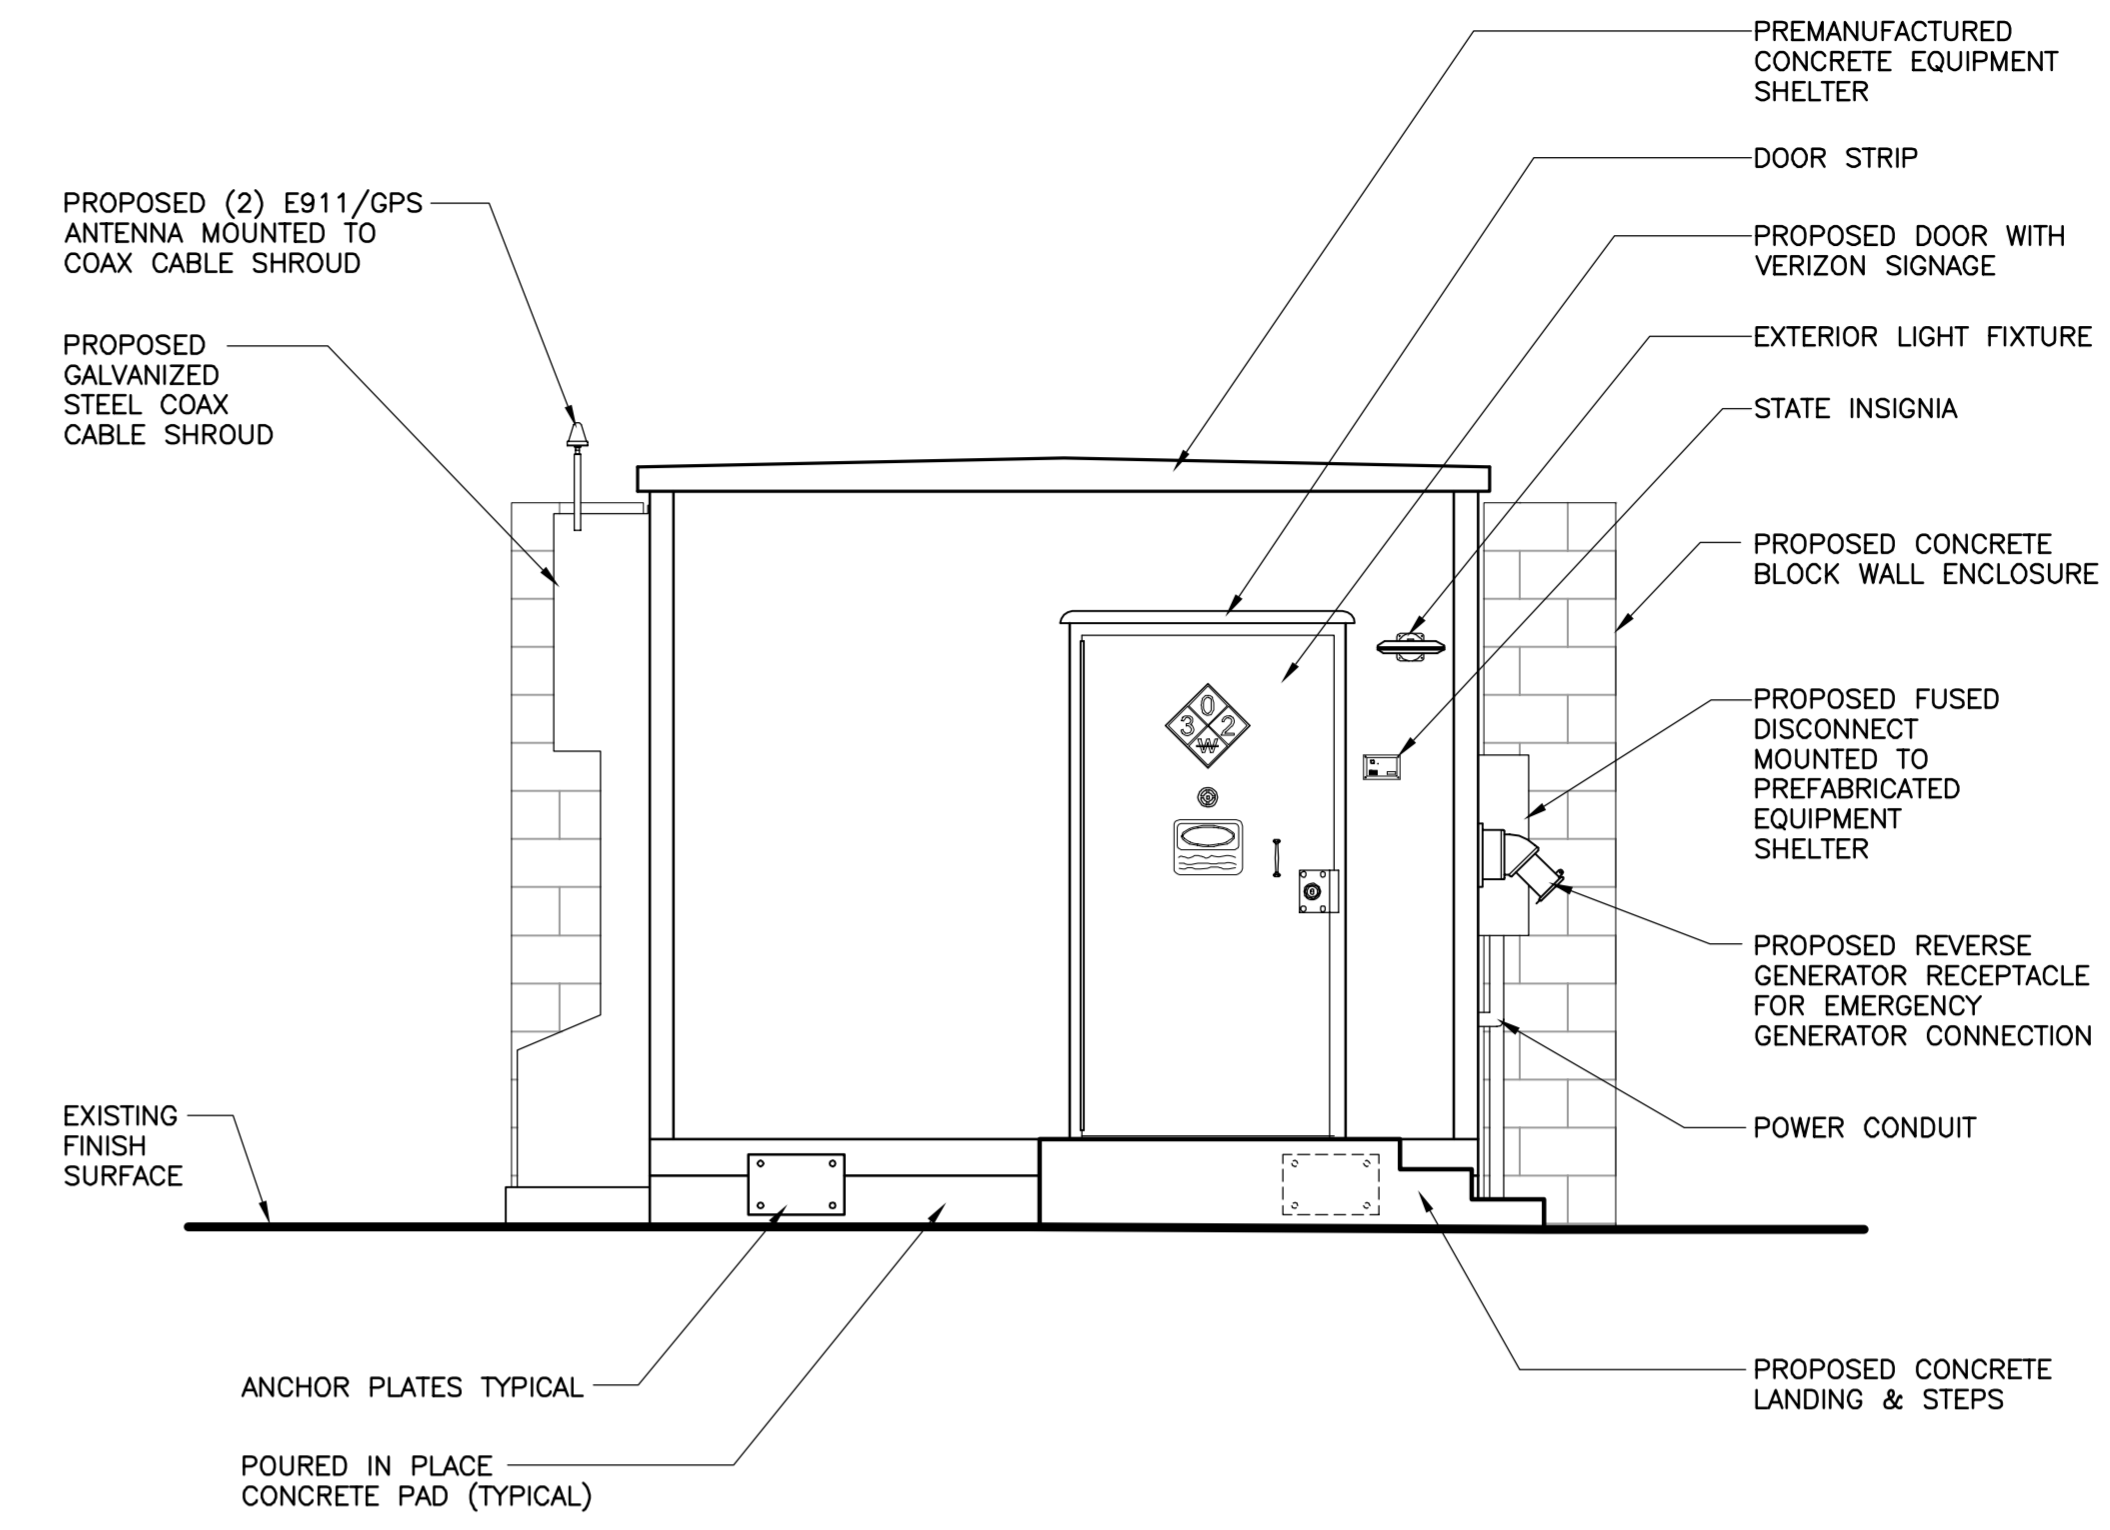 PREMANUFACTURED
CONCRETE EQUIPMENT
SHELTER
DOOR STRIP
PROPOSED (2) E911/GPS
ANTENNA MOUNTED TO
COAX CABLE SHROUD
PROPOSED DOOR WITH
VERIZON SIGNAGE
PROPOSED
GALVANIZED
STEEL COAX
CABLE SHROUD
EXTERIOR LIGHT FIXTURE
STATE INSIGNIA
PROPOSED CONCRETE
BLOCK WALL ENCLOSURE
0
3 2
W
PROPOSED FUSED
DISCONNECT
MOUNTED TO
PREFABRICATED
EQUIPMENT
SHELTER
PROPOSED REVERSE
GENERATOR RECEPTACLE
FOR EMERGENCY
GENERATOR CONNECTION
EXISTING
FINISH
SURFACE
POWER CONDUIT
ANCHOR PLATES TYPICAL
PROPOSED CONCRETE
LANDING & STEPS
POURED IN PLACE
CONCRETE PAD (TYPICAL)